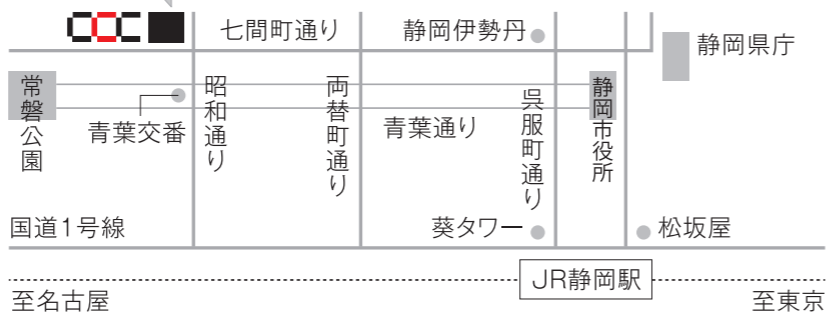 CCC
七間町通り
静岡伊勢丹
静岡県庁
常磐公園
青葉交番
昭和通り
両替町通り
青葉通り
呉服町通り
静岡市役所
国道1号線
葵タワー
松坂屋
JR静岡駅
至名古屋
至東京